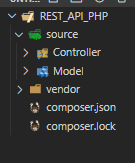 REST_API_PHP
source
Controller
Model
vendor
composer.json
composer.lock